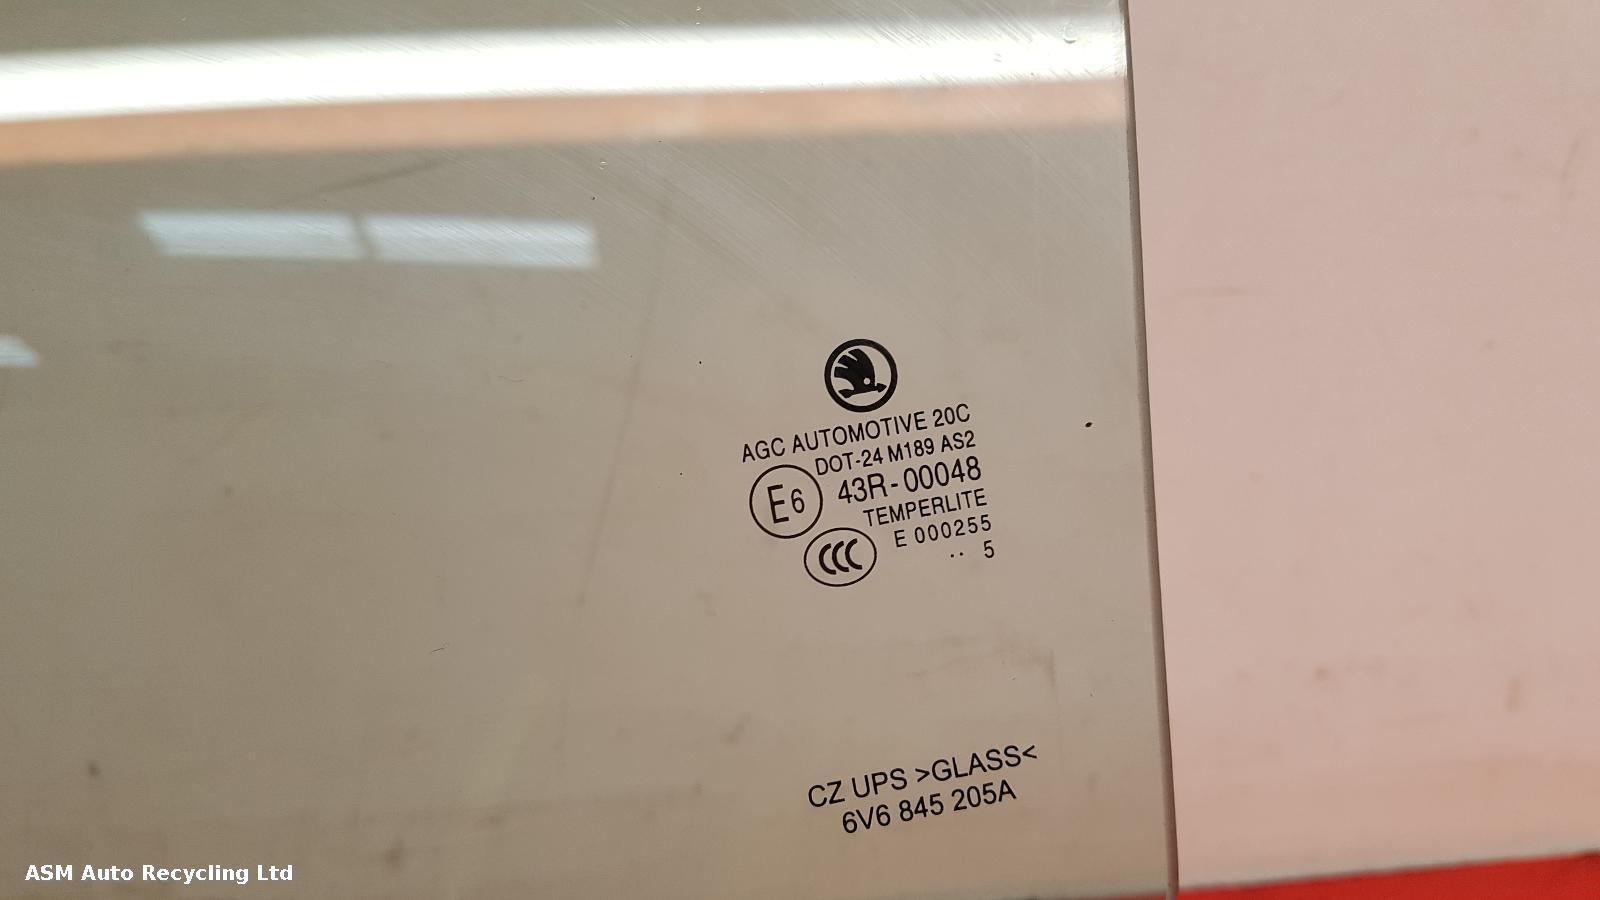 AGC AUTOMOTIVE 20C
DOT-24 M189 AS2
E6 43R-00048
TEMPERLITE
CCC E 000255
.. 5
CZ UPS >GLASS<
6V6 845 205A
ASM Auto Recycling Ltd